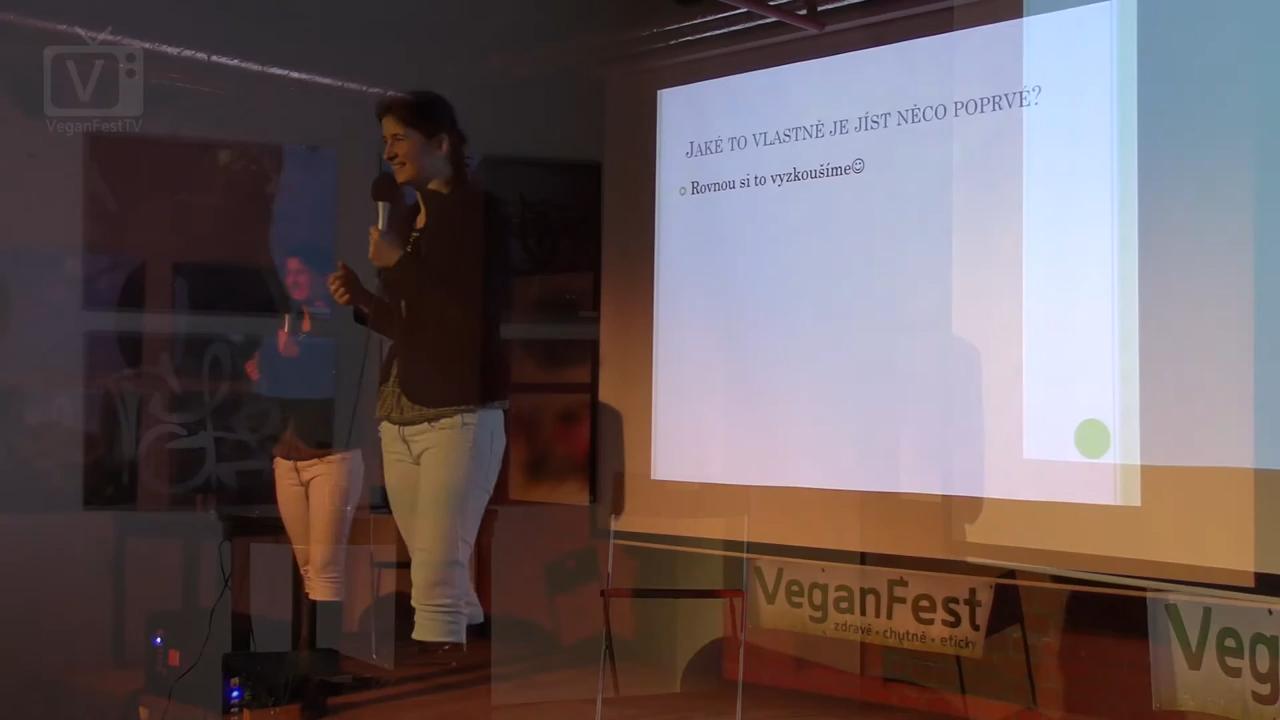 V
VeganFestTV
Jaké to vlastně je jíst něco poprvé?
Rovnou si to vyzkoušíme☺
VeganFest
zdravě • chutně • eticky
Veg